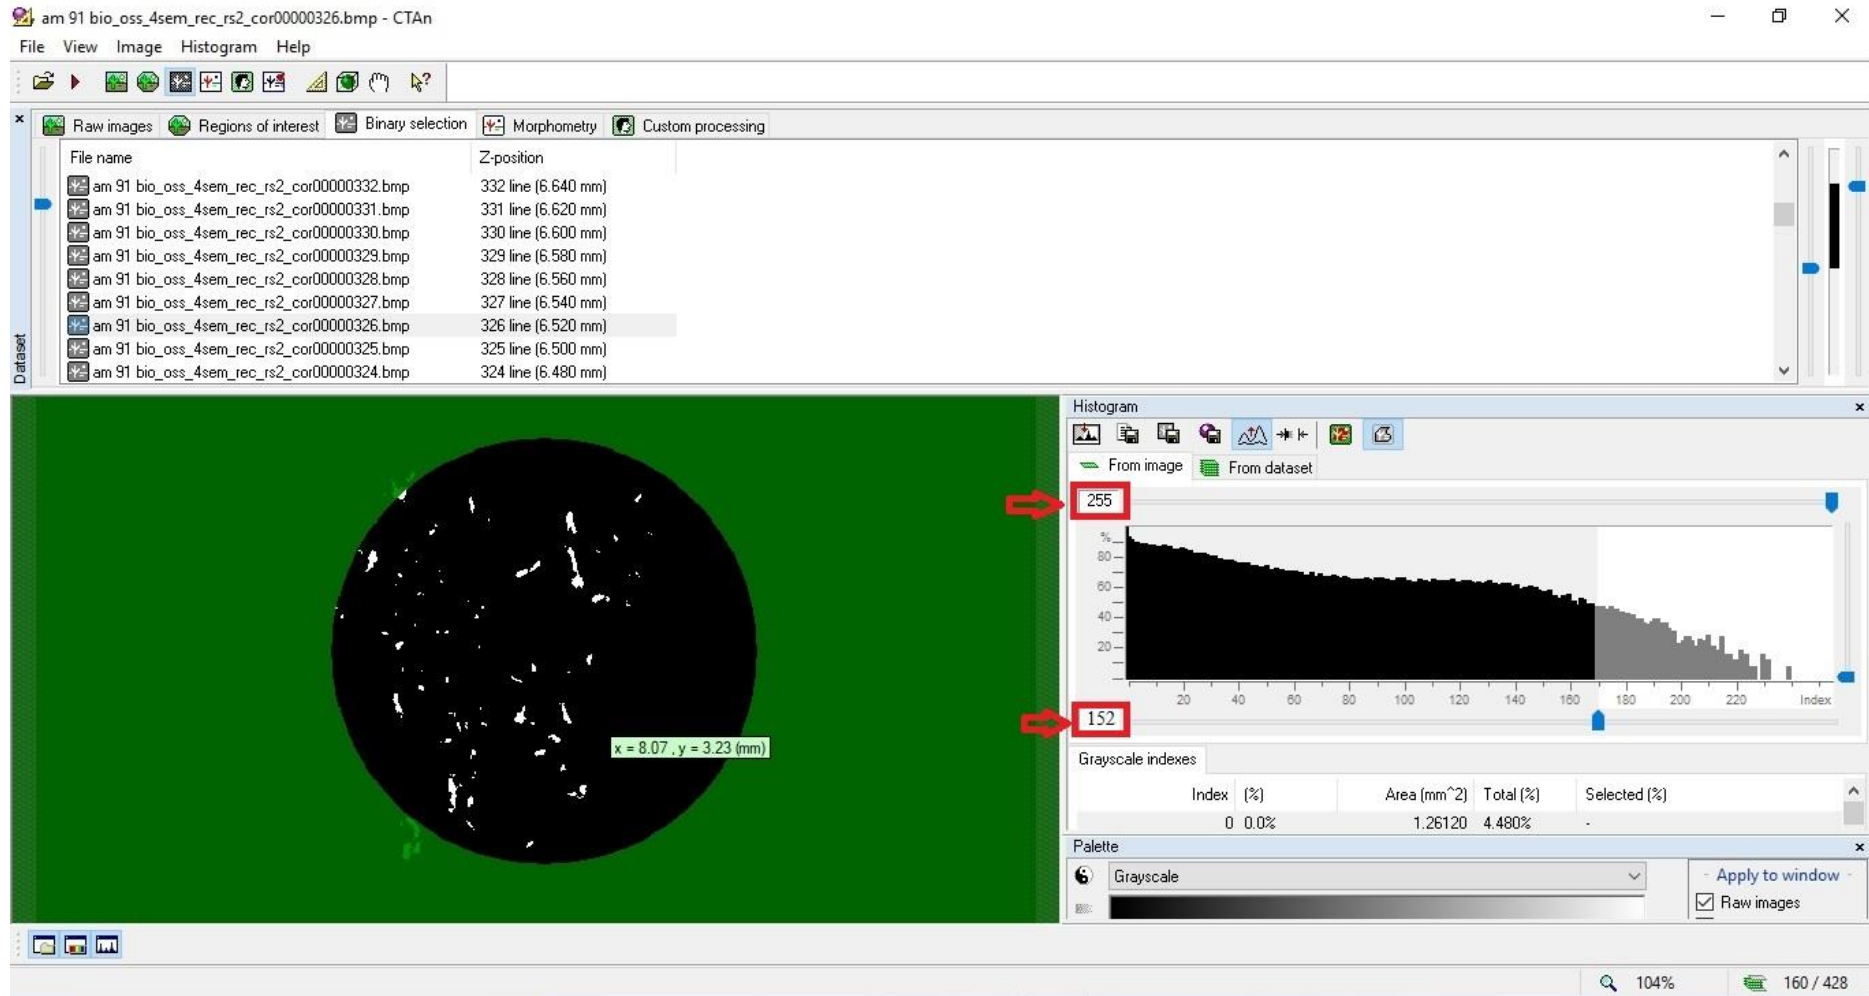 am 91 bio_oss_4sem_rec_rs2_cor00000326.bmp - CTAn
File View Image Histogram Help
Raw images Regions of interest Binary selection Morphometry Custom processing
File name Z-position
am 91 bio_oss_4sem_rec_rs2_cor00000332.bmp 332 line (6.640 mm)
am 91 bio_oss_4sem_rec_rs2_cor00000331.bmp 331 line (6.620 mm)
am 91 bio_oss_4sem_rec_rs2_cor00000330.bmp 330 line (6.600 mm)
am 91 bio_oss_4sem_rec_rs2_cor00000329.bmp 329 line (6.580 mm)
am 91 bio_oss_4sem_rec_rs2_cor00000328.bmp 328 line (6.560 mm)
am 91 bio_oss_4sem_rec_rs2_cor00000327.bmp 327 line (6.540 mm)
am 91 bio_oss_4sem_rec_rs2_cor00000326.bmp 326 line (6.520 mm)
am 91 bio_oss_4sem_rec_rs2_cor00000325.bmp 325 line (6.500 mm)
am 91 bio_oss_4sem_rec_rs2_cor00000324.bmp 324 line (6.480 mm)
Dataset
x = 8.07 , y = 3.23 (mm)
Histogram
From image From dataset
255
%
80
60
40
20
20 40 60 80 100 120 140 160 180 200 220 Index
152
Grayscale indexes
Index (%) Area (mm^2) Total (%) Selected (%)
0 0.0% 1.26120 4.480% -
Palette
Grayscale
- Apply to window -
Raw images
104% 160 / 428